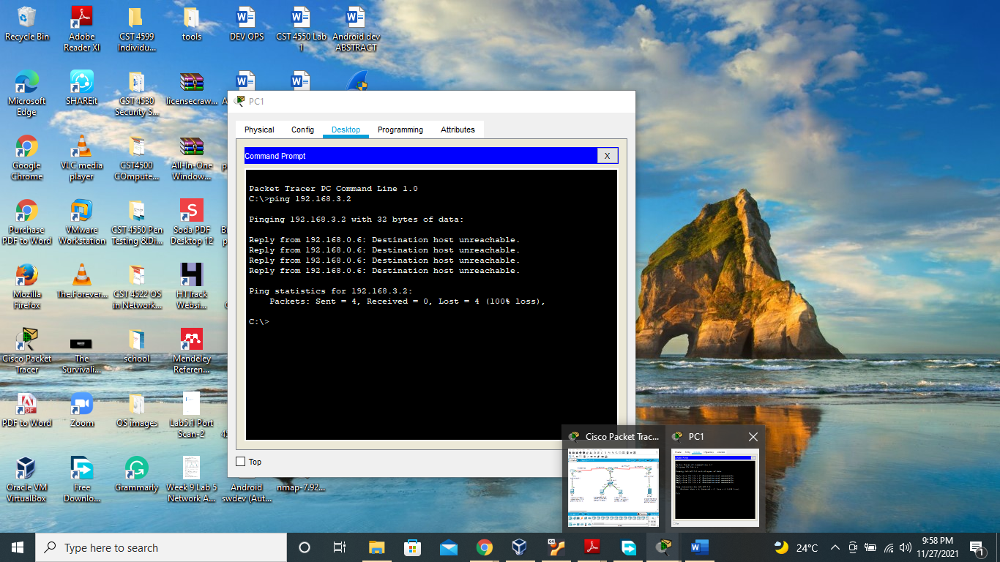 Recycle Bin
Adobe
Reader XI
CST 4599
Individu...
tools
DEV OPS
CST 4550 Lab
1
Android dev
ABSTRACT
Microsoft
Edge
SHAREit
CST 4530
Security S...
licensecraw...
Google
Chrome
VLC media
player
CST4500
COmpute...
All-In-One
Window...
Purchase
PDF to Word
VMware
Workstation
CST 4550 Pen
Testing &Di...
Soda PDF
Desktop 12
Mozilla
Firefox
The.Forever...
CST 4522 OS
in Network...
HTTrack
Websi...
Cisco Packet
Tracer
The
Survivali...
school
Mendeley
Referen...
PDF to Word
Zoom
OS images
Lab5.1 Port
Scan-2
Oracle VM
VirtualBox
Free
Downlo...
Grammarly
Week 9 Lab 5
Network A...
Android
swdev (Aut...
nmap-7.92...
PC1
Physical Config Desktop Programming Attributes
Command Prompt X
Packet Tracer PC Command Line 1.0
C:\>ping 192.168.3.2
Pinging 192.168.3.2 with 32 bytes of data:
Reply from 192.168.0.6: Destination host unreachable.
Reply from 192.168.0.6: Destination host unreachable.
Reply from 192.168.0.6: Destination host unreachable.
Reply from 192.168.0.6: Destination host unreachable.
Ping statistics for 192.168.3.2:
Packets: Sent = 4, Received = 0, Lost = 4 (100% loss),
C:\>
Top
Cisco Packet Trac...
PC1
Type here to search
64
24°C
9:58 PM
11/27/2021
1